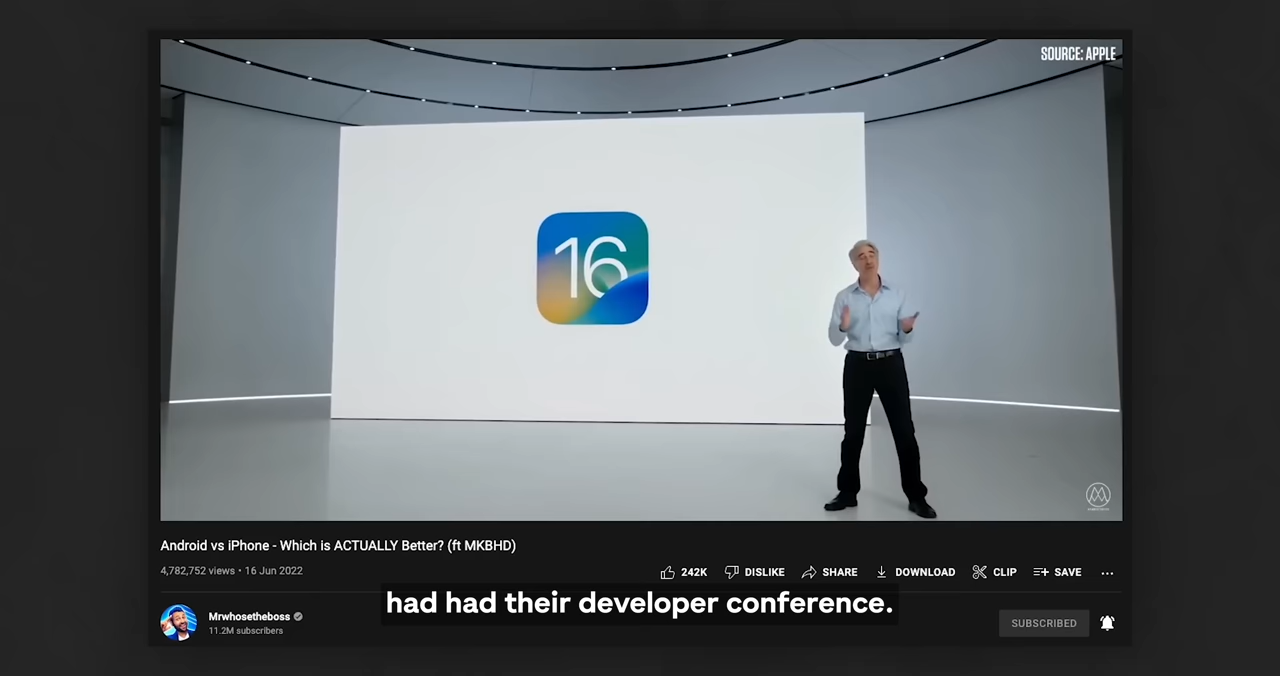 SOURCE: APPLE
16
Android vs iPhone - Which is ACTUALLY Better? (ft MKBHD)
4,782,752 views • 16 Jun 2022
242K
DISLIKE
SHARE
DOWNLOAD
CLIP
SAVE
had had their developer conference.
Mrwhosetheboss
11.2M subscribers
SUBSCRIBED